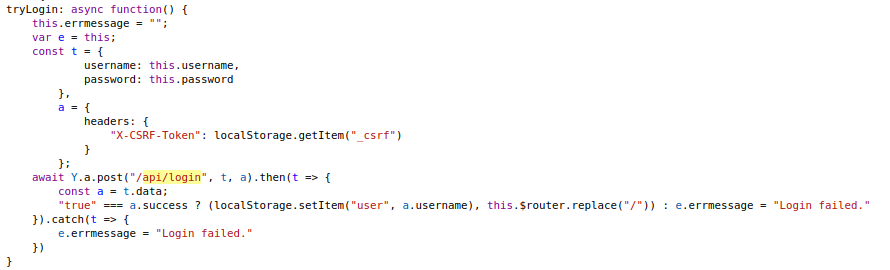 tryLogin: async function() {
    this.errmessage = "";
    var e = this;
    const t = {
            username: this.username,
            password: this.password
        },
        a = {
            headers: {
                "X-CSRF-Token": localStorage.getItem("_csrf")
            }
        };
    await Y.a.post("/api/login", t, a).then(t => {
        const a = t.data;
        "true" === a.success ? (localStorage.setItem("user", a.username), this.$router.replace("/")) : e.errmessage = "Login failed."
    }).catch(t => {
        e.errmessage = "Login failed."
    })
}